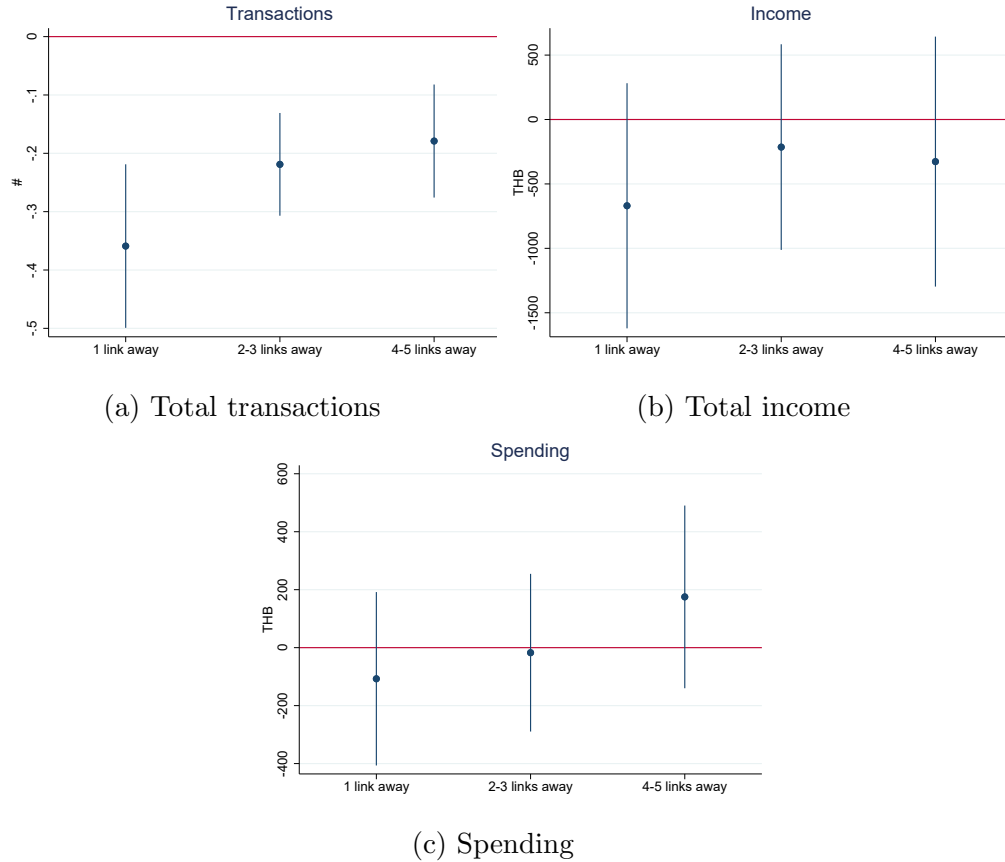 Transactions
0
-.1
-.2
-.3
-.4
-.5
#
1 link away
2-3 links away
4-5 links away
(a) Total transactions
Income
500
0
-500
-1000
-1500
THB
1 link away
2-3 links away
4-5 links away
(b) Total income
Spending
600
400
200
0
-200
-400
THB
1 link away
2-3 links away
4-5 links away
(c) Spending